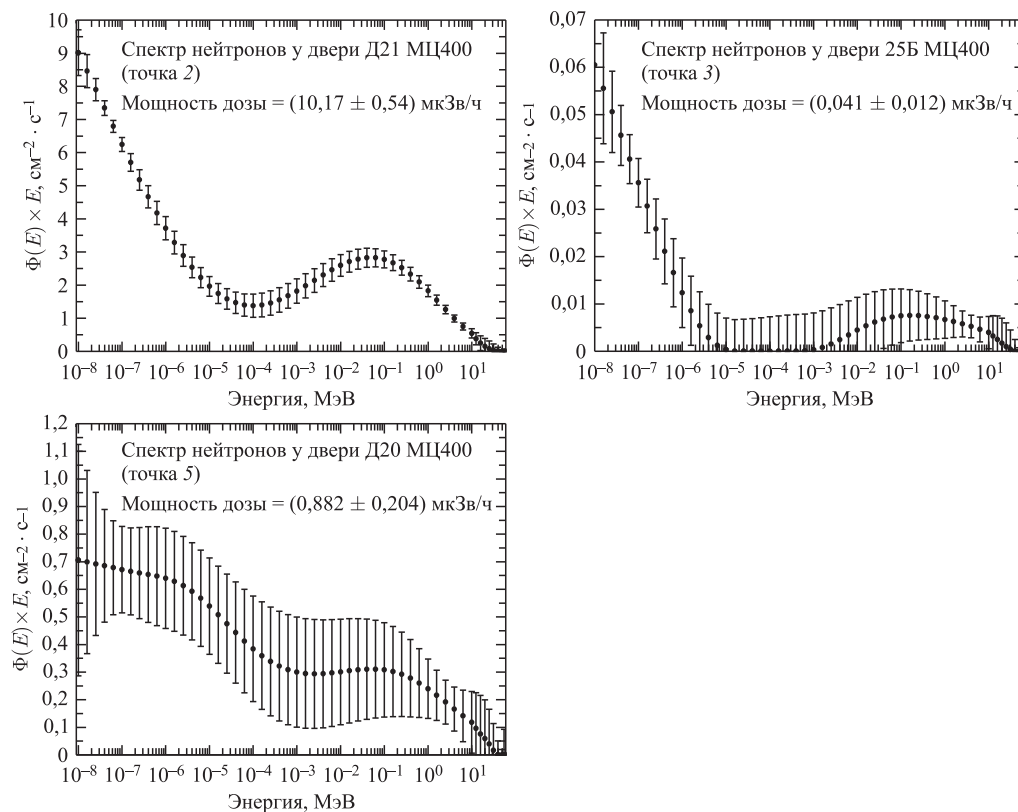 Спектр нейтронов у двери Д21 МЦ400
(точка 2)
Мощность дозы = (10,17 ± 0,54) мкЗв/ч
Φ(E) × E, см–2 · с–1
10
9
8
7
6
5
4
3
2
1
0
10–8 10–7 10–6 10–5 10–4 10–3 10–2 10–1 100 101
Энергия, МэВ
Спектр нейтронов у двери 25Б МЦ400
(точка 3)
Мощность дозы = (0,041 ± 0,012) мкЗв/ч
Φ(E) × E, см–2 · с–1
0,07
0,06
0,05
0,04
0,03
0,02
0,010
0
10–8 10–7 10–6 10–5 10–4 10–3 10–2 10–1 100 101
Энергия, МэВ
Спектр нейтронов у двери Д20 МЦ400
(точка 5)
Мощность дозы = (0,882 ± 0,204) мкЗв/ч
Φ(E) × E, см–2 · с–1
1,2
1,1
1,0
0,9
0,8
0,7
0,6
0,5
0,4
0,3
0,2
0,1
0
10–8 10–7 10–6 10–5 10–4 10–3 10–2 10–1 100 101
Энергия, МэВ